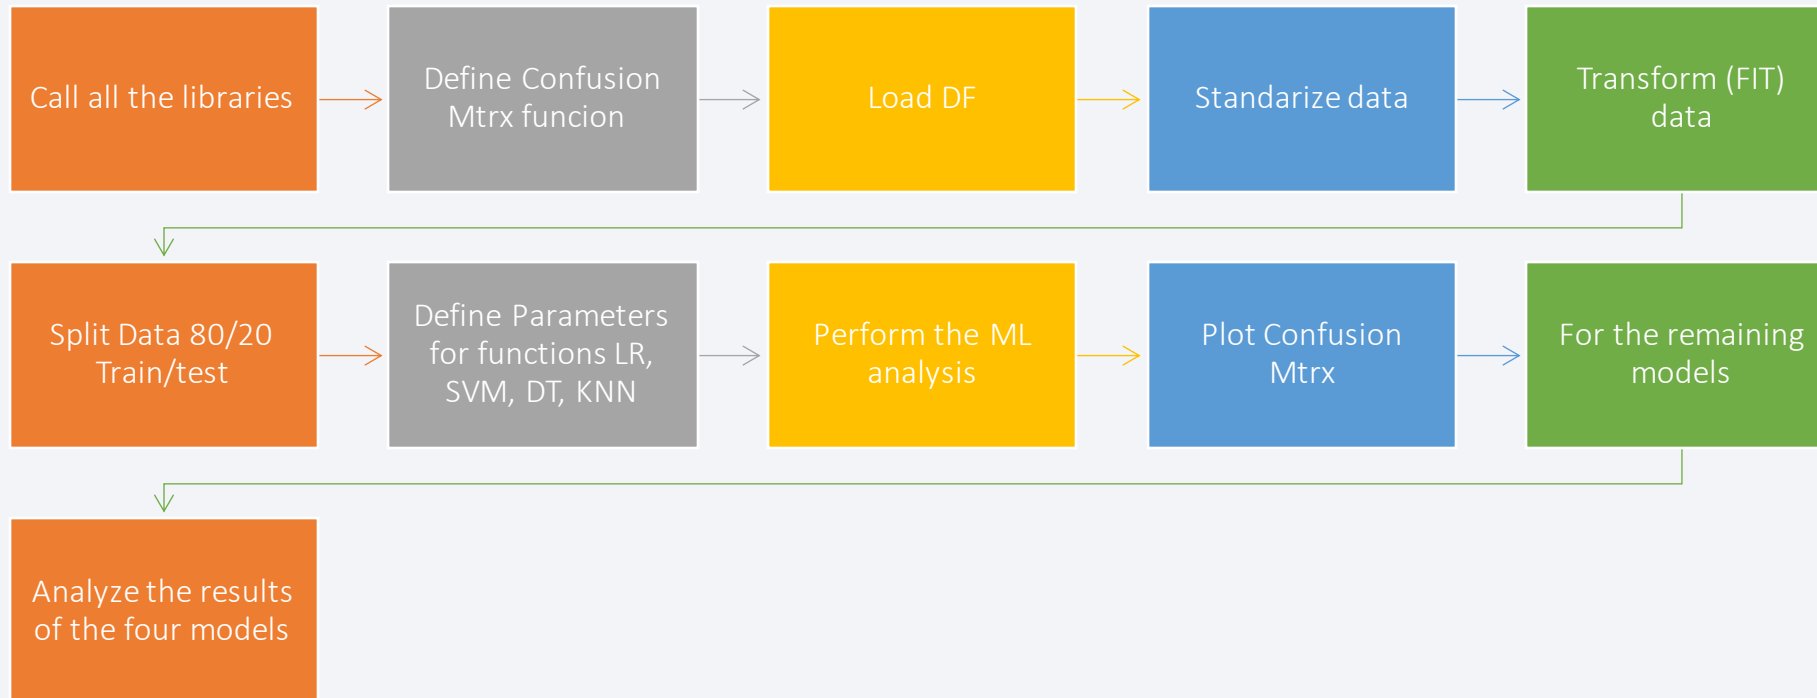 Call all the libraries
Define Confusion
Mtrx funcion
Load DF
Standarize data
Transform (FIT)
data
Split Data 80/20
Train/test
Define Parameters
for functions LR,
SVM, DT, KNN
Perform the ML
analysis
Plot Confusion
Mtrx
For the remaining
models
Analyze the results
of the four models